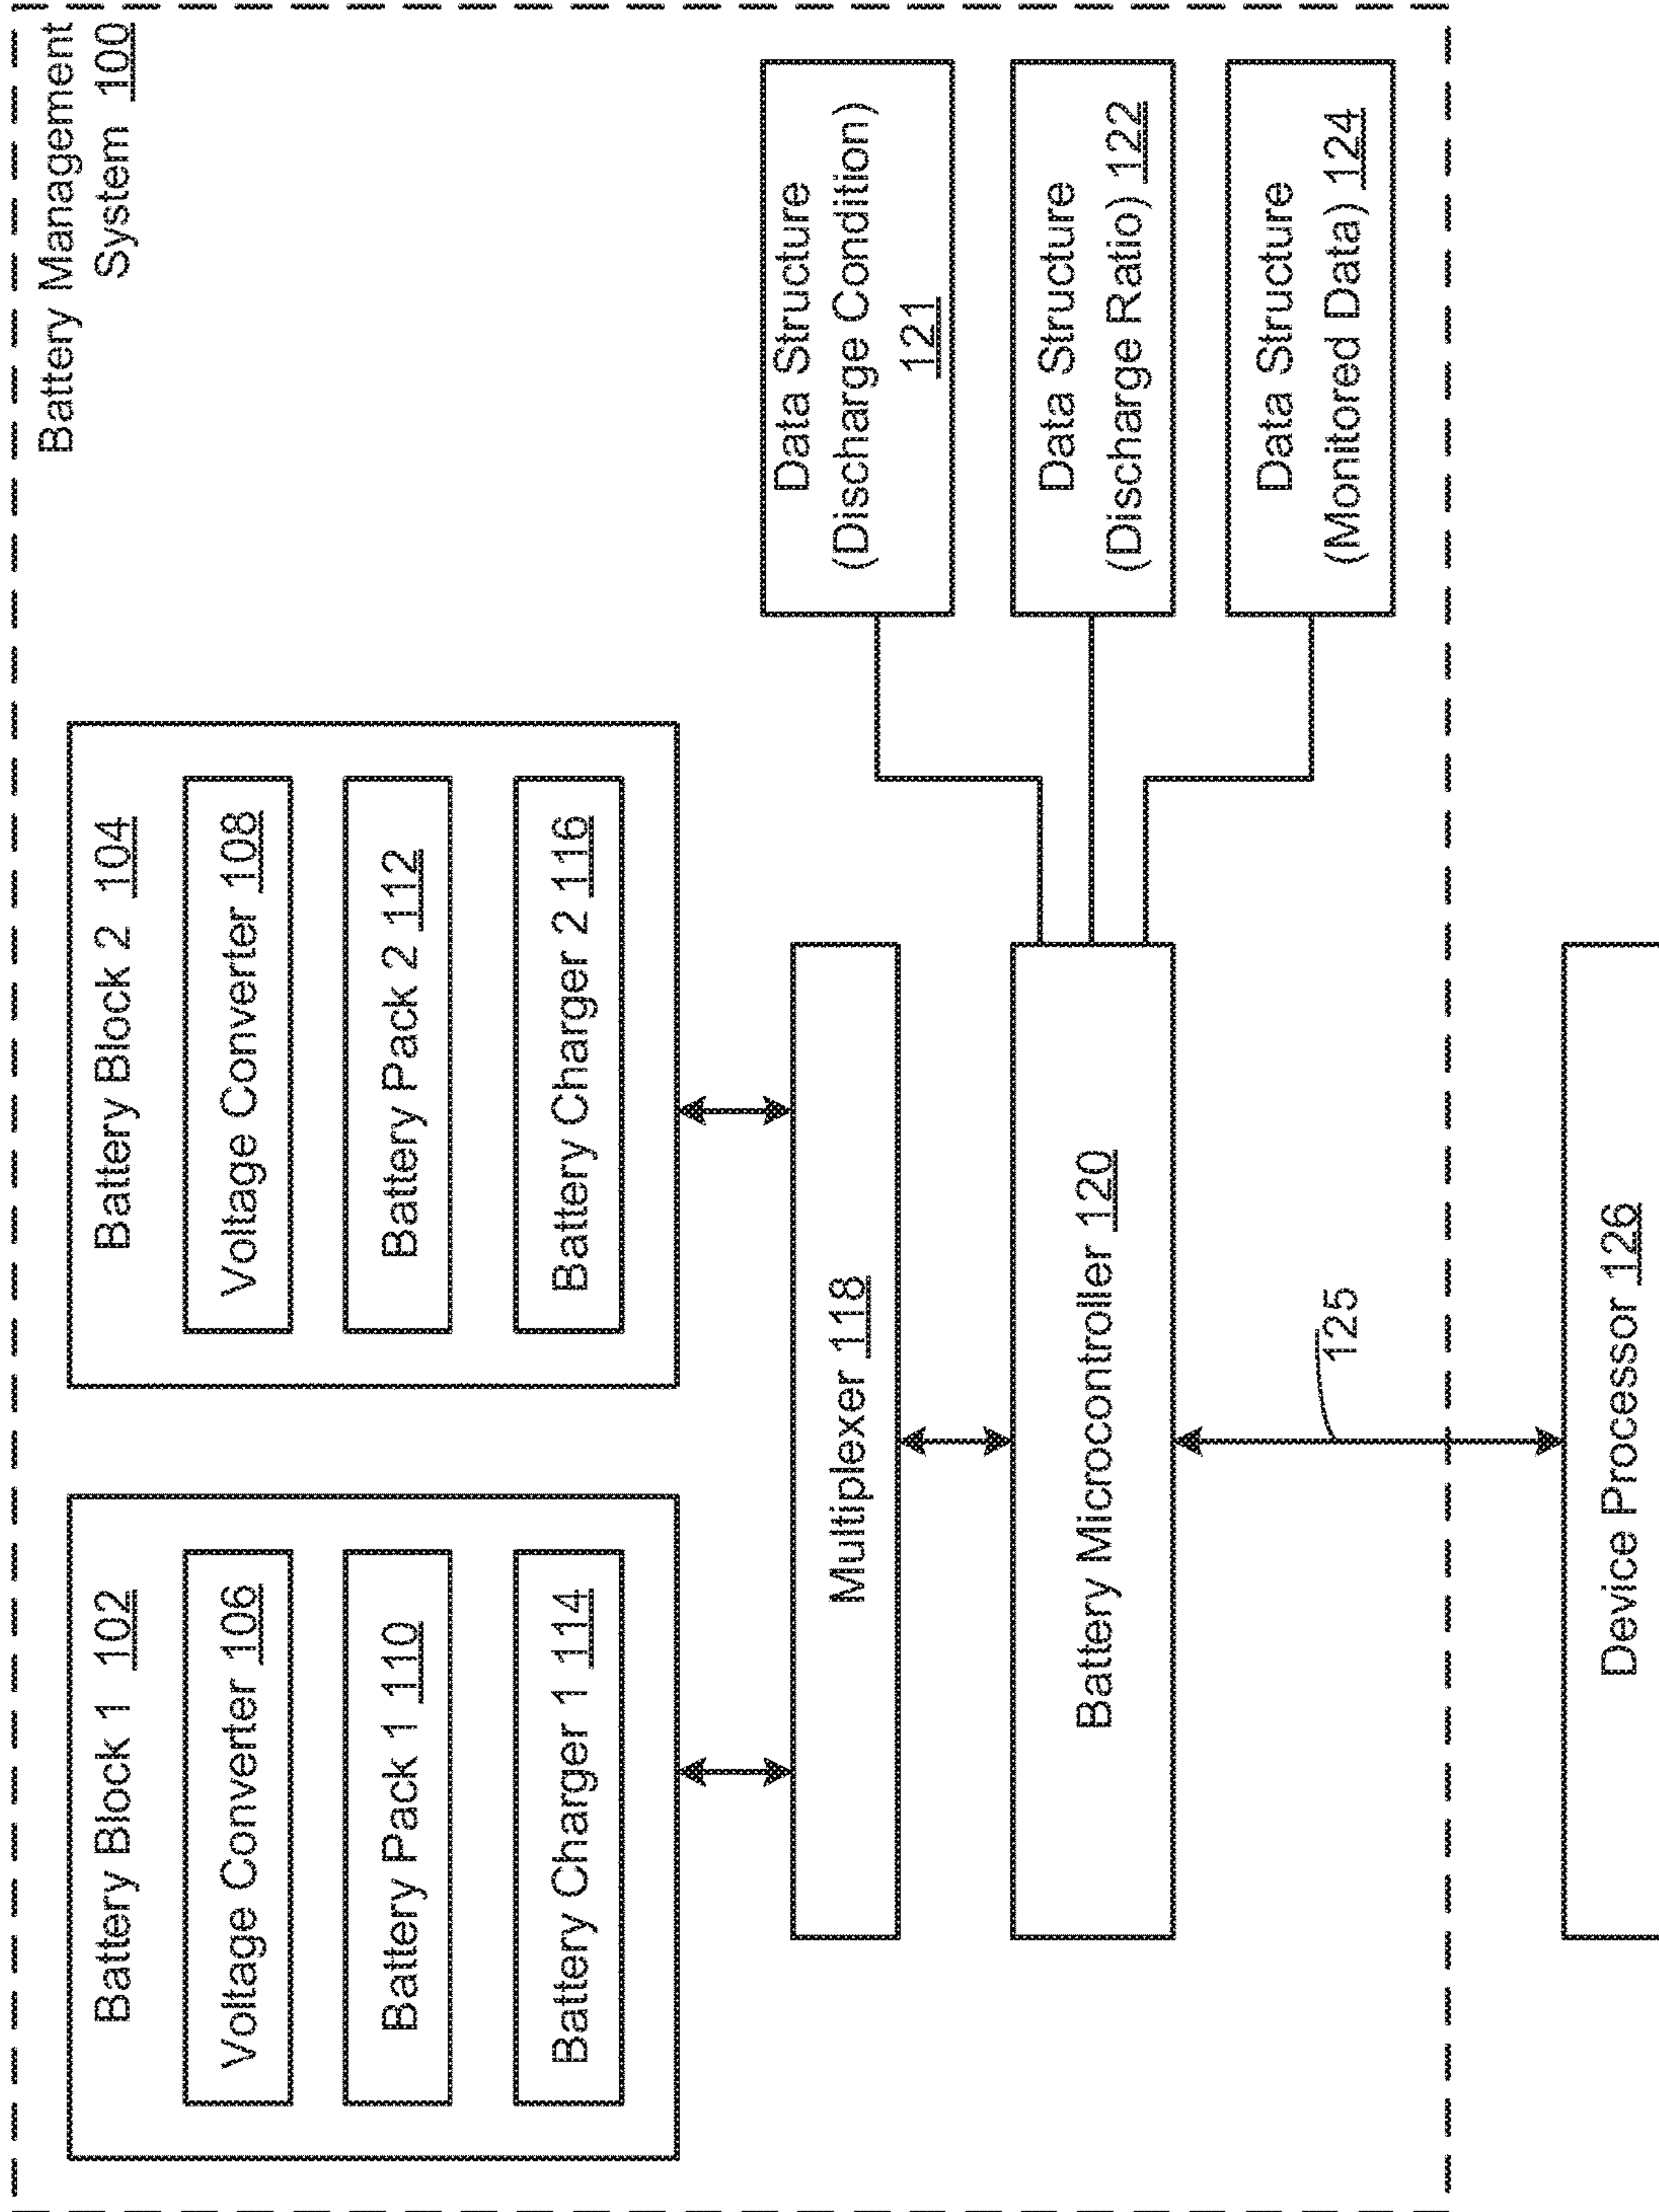 Battery Management
System 100
Battery Block 1 102
Voltage Converter 106
Battery Pack 1 110
Battery Charger 1 114
Battery Block 2 104
Voltage Converter 108
Battery Pack 2 112
Battery Charger 2 116
Multiplexer 118
Battery Microcontroller 120
Data Structure
(Discharge Condition)
121
Data Structure
(Discharge Ratio) 122
Data Structure
(Monitored Data) 124
125
Device Processor 126